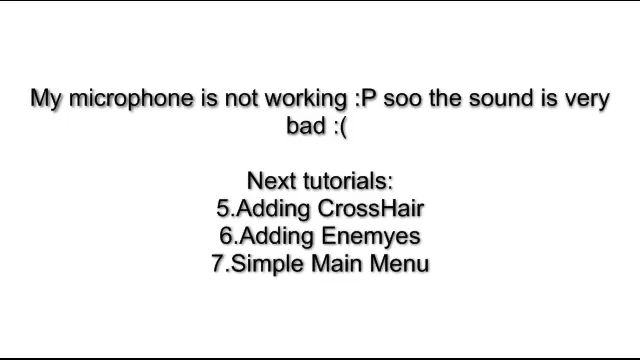 My microphone is not working :P soo the sound is very
bad :(
Next tutorials:
5.Adding CrossHair
6.Adding Enemyes
7.Simple Main Menu